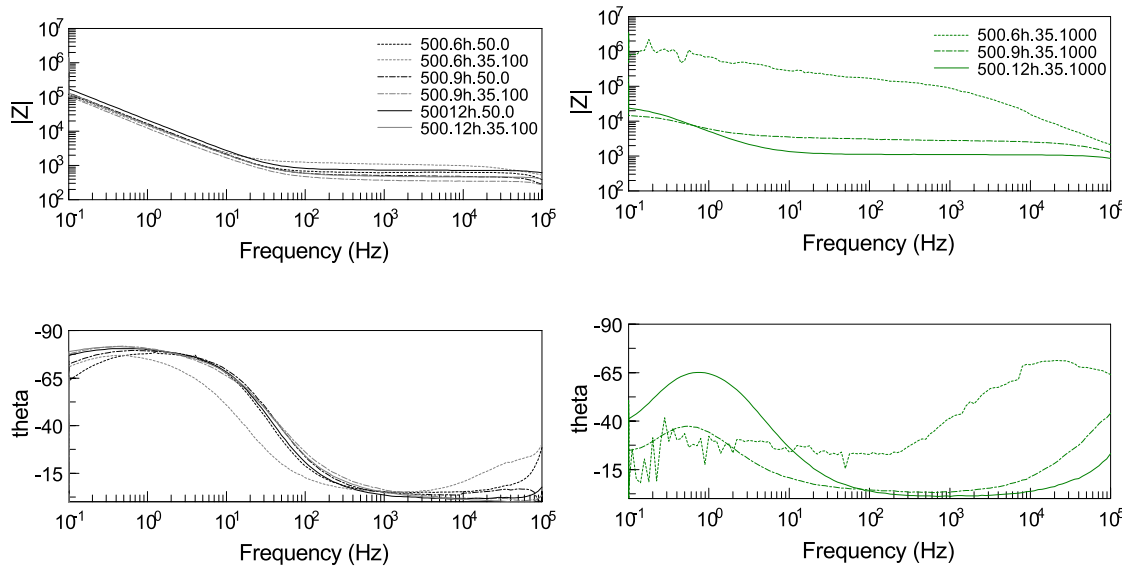 |Z|
10^7
10^6
10^5
10^4
10^3
10^2
500.6h.50.0
500.6h.35.100
500.9h.50.0
500.9h.35.100
50012h.50.0
500.12h.35.100
10^-1 10^0 10^1 10^2 10^3 10^4 10^5
Frequency (Hz)
|Z|
10^7
10^6
10^5
10^4
10^3
10^2
500.6h.35.1000
500.9h.35.1000
500.12h.35.1000
10^-1 10^0 10^1 10^2 10^3 10^4 10^5
Frequency (Hz)
theta
-90
-65
-40
-15
10^-1 10^0 10^1 10^2 10^3 10^4 10^5
Frequency (Hz)
theta
-90
-65
-40
-15
10^-1 10^0 10^1 10^2 10^3 10^4 10^5
Frequency (Hz)